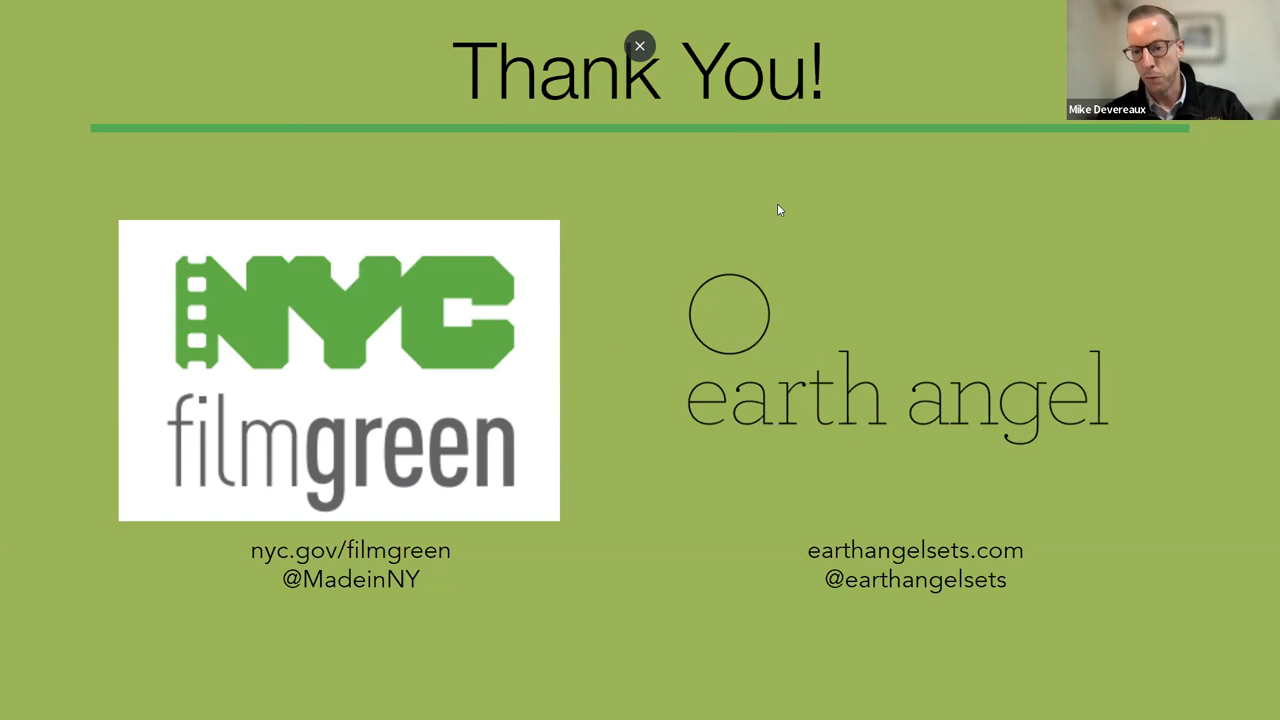 Thank You!
Mike Devereaux
NYC
filmgreen
earth angel
nyc.gov/filmgreen
@MadeinNY
earthangelsets.com
@earthangelsets